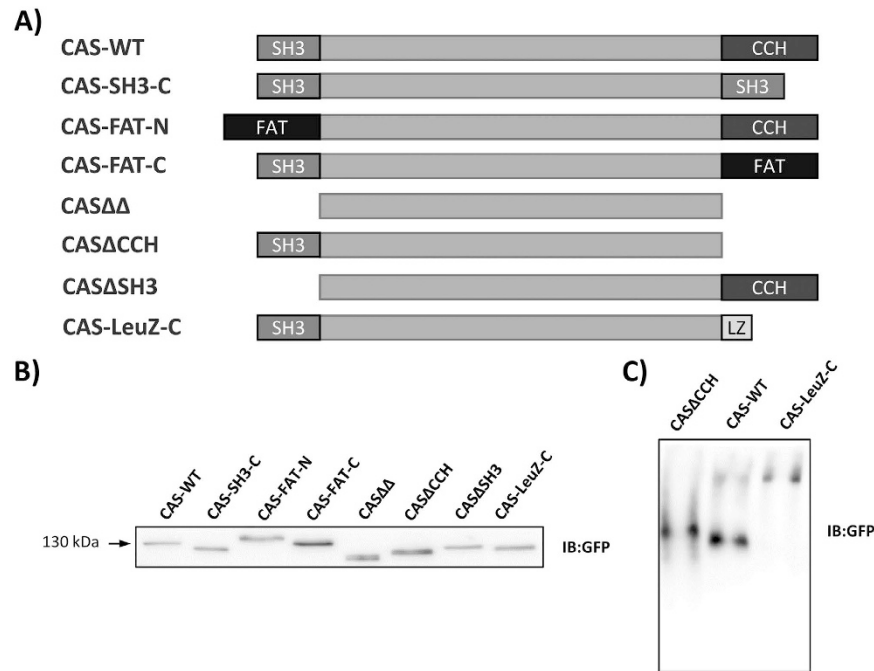 A)
CAS-WT SH3 CCH
CAS-SH3-C SH3 SH3
CAS-FAT-N FAT CCH
CAS-FAT-C SH3 FAT
CASΔΔ
CASΔCCH SH3
CASΔSH3 CCH
CAS-LeuZ-C SH3 LZ
B)
CAS-WT CAS-SH3-C CAS-FAT-N CAS-FAT-C CASΔΔ CASΔCCH CASΔSH3 CAS-LeuZ-C
130 kDa IB:GFP
C)
CASΔCCH CAS-WT CAS-LeuZ-C
IB:GFP